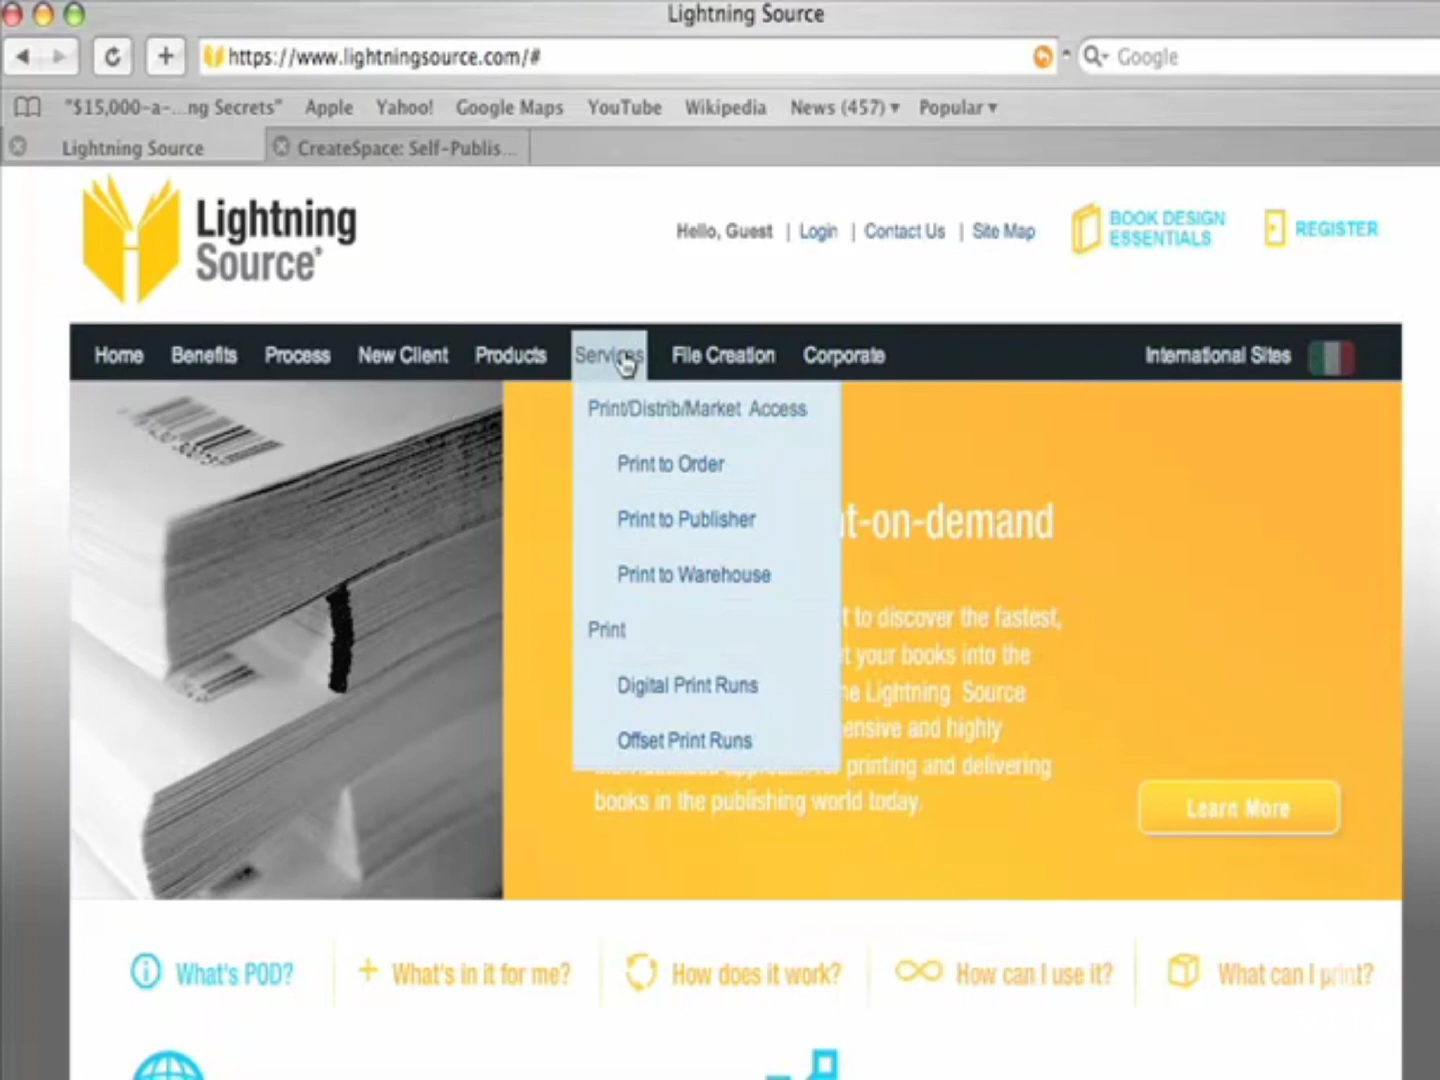 Lightning Source
https://www.lightningsource.com/#
Google
"$15,000-a-...ng Secrets" Apple Yahoo! Google Maps YouTube Wikipedia News (457) Popular
Lightning Source CreateSpace: Self-Publis...
Lightning
Source
Hello, Guest | Login | Contact Us | Site Map
BOOK DESIGN
ESSENTIALS
REGISTER
Home Benefits Process New Client Products Services File Creation Corporate International Sites
Print/Distrib/Market Access
Print to Order
Print to Publisher
t-on-demand
Print to Warehouse
t to discover the fastest,
Print
t your books into the
Digital Print Runs
ne Lightning Source
Offset Print Runs
ensive and highly
printing and delivering
books in the publishing world today.
Learn More
What's POD? What's in it for me? How does it work? How can I use it? What can I print?